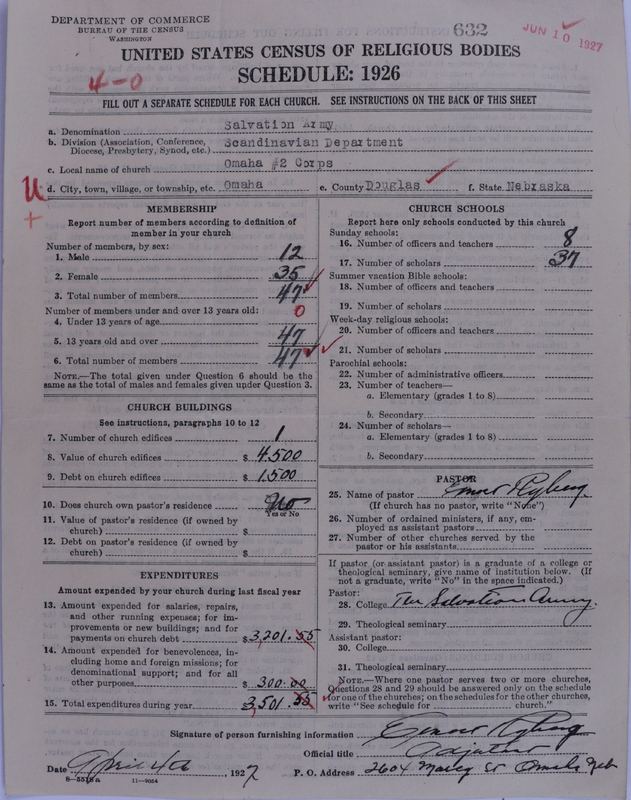 DEPARTMENT OF COMMERCE
BUREAU OF THE CENSUS
WASHINGTON
632
JUN 10 1927
UNITED STATES CENSUS OF RELIGIOUS BODIES
SCHEDULE: 1926
4-0
FILL OUT A SEPARATE SCHEDULE FOR EACH CHURCH. SEE INSTRUCTIONS ON THE BACK OF THIS SHEET
a. Denomination Salvation Army
b. Division (Association, Conference, Diocese, Presbytery, Synod, etc.) Scandinavian Department
c. Local name of church Omaha #2 Corps
U
d. City, town, village, or township, etc. Omaha e. County Douglas f. State Nebraska
MEMBERSHIP
Report number of members according to definition of
member in your church
Number of members, by sex:
1. Male 12
2. Female 35
3. Total number of members 47
Number of members under and over 13 years old:
4. Under 13 years of age 0
5. 13 years old and over 47
6. Total number of members 47
NOTE.—The total given under Question 6 should be
same as the total of males and females given under Question 3.
CHURCH BUILDINGS
See instructions, paragraphs 10 to 12
7. Number of church edifices 1
8. Value of church edifices $ 4.500
9. Debt on church edifices $ 1.500
10. Does church own pastor's residence No
Yes or No
11. Value of pastor's residence (if owned by
church) $
12. Debt on pastor's residence (if owned by
church) $
EXPENDITURES
Amount expended by your church during last fiscal year
13. Amount expended for salaries, repairs,
and other running expenses; for im-
provements or new buildings; and for
payments on church debt $ 3,201.55
14. Amount expended for benevolences, in-
cluding home and foreign missions; for
denominational support; and for all
other purposes $ 300.00
15. Total expenditures during year $ 3,501.55
CHURCH SCHOOLS
Report here only schools conducted by this church
Sunday schools:
16. Number of officers and teachers 8
17. Number of scholars 37
Summer vacation Bible schools:
18. Number of officers and teachers
19. Number of scholars
Week-day religious schools:
20. Number of officers and teachers
21. Number of scholars
Parochial schools:
22. Number of administrative officers
23. Number of teachers—
a. Elementary (grades 1 to 8)
b. Secondary
24. Number of scholars—
a. Elementary (grades 1 to 8)
b. Secondary
PASTOR
25. Name of pastor Ryberg
(If church has no pastor, write "None")
26. Number of ordained ministers, if any, em-
ployed as assistant pastors
27. Number of other churches served by the
pastor or his assistants
If pastor (or assistant pastor) is a graduate of a college or
theological seminary, give name of institution below. (If
not a graduate, write "No" in the space indicated.)
Pastor:
28. College The Salvation Army.
29. Theological seminary
Assistant pastor:
30. College
31. Theological seminary
NOTE.—Where one pastor serves two or more churches,
Questions 28 and 29 should be answered only on the schedule
for one of the churches; on the schedules for the other churches,
write "See schedule for church."
Signature of person furnishing information Ryberg
Official title Adjutant
Date April 4th 1927 P. O. Address 2604 Marcy St Omaha Neb
8-5518a 11-9054